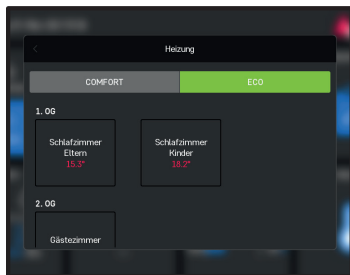 Heizung
COMFORT
ECO
1. OG
Schlafzimmer
Eltern
15.3°
Schlafzimmer
Kinder
18.2°
2. OG
Gästezimmer